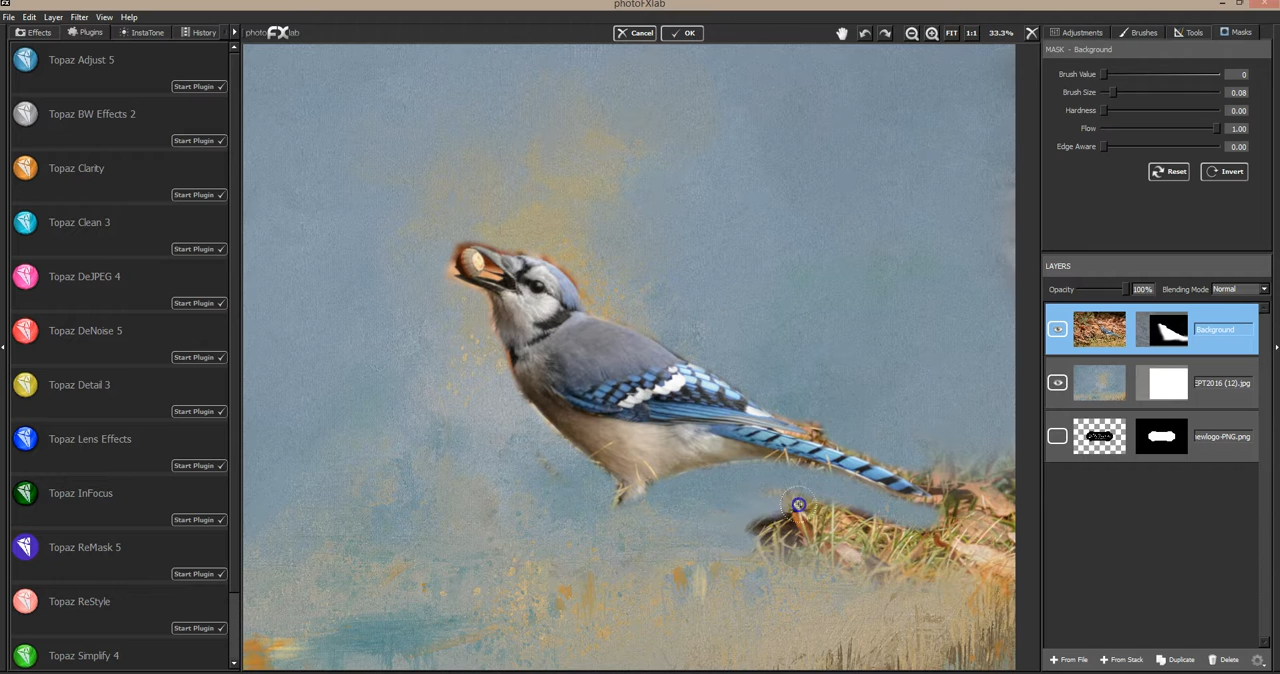 photoFXlab
File Edit Layer Filter View Help
Effects Plugins InstaTone History
photo FX lab
Cancel OK
FIT 1:1 33.3%
Adjustments Brushes Tools Masks
Topaz Adjust 5
Start Plugin
Topaz BW Effects 2
Start Plugin
Topaz Clarity
Start Plugin
Topaz Clean 3
Start Plugin
Topaz DeJPEG 4
Start Plugin
Topaz DeNoise 5
Start Plugin
Topaz Detail 3
Start Plugin
Topaz Lens Effects
Start Plugin
Topaz InFocus
Start Plugin
Topaz ReMask 5
Start Plugin
Topaz ReStyle
Start Plugin
Topaz Simplify 4
MASK - Background
Brush Value 0
Brush Size 0.08
Hardness 0.00
Flow 1.00
Edge Aware 0.00
Reset Invert
LAYERS
Opacity 100% Blending Mode Normal
Background
EPT2016 (12).jpg
newlogo-PNG.png
From File From Stack Duplicate Delete